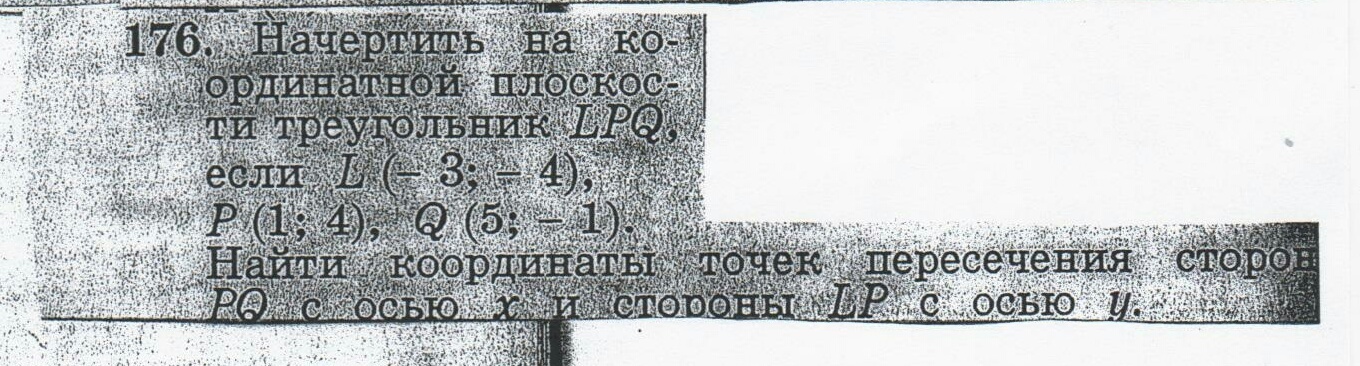 176. Начертить на ко-
ординатной плоскос-
ти треугольник LPQ,
если L (– 3; – 4),
P (1; 4), Q (5; – 1).
Найти координаты точек пересечения сторон
PQ с осью x и стороны LP с осью y.